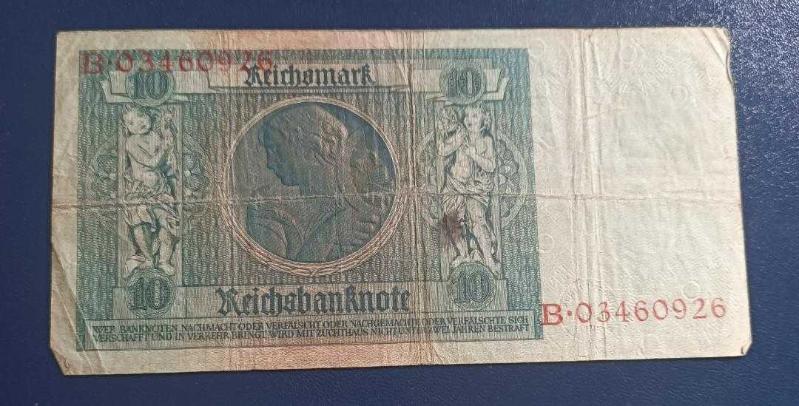 B·03460926
10 Reichsmark 10
10 Reichsbanknote 10
WER BANKNOTEN NACHMACHT ODER VERFÄLSCHT ODER NACHGEMACHTE ODER VERFÄLSCHTE SICH
VERSCHAFFT UND IN VERKEHR BRINGT, WIRD MIT ZUCHTHAUS NICHT UNTER ZWEI JAHREN BESTRAFT
B·03460926